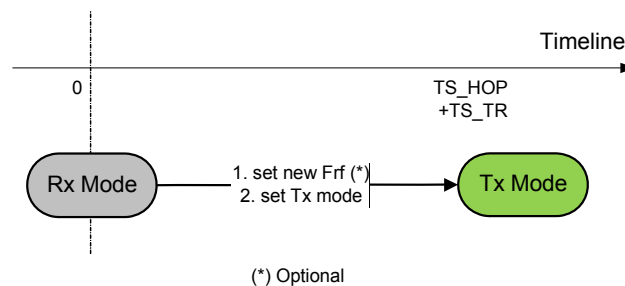 Timeline
0
TS_HOP
+TS_TR
Rx Mode
1. set new Frf (*)
2. set Tx mode
Tx Mode
(*) Optional